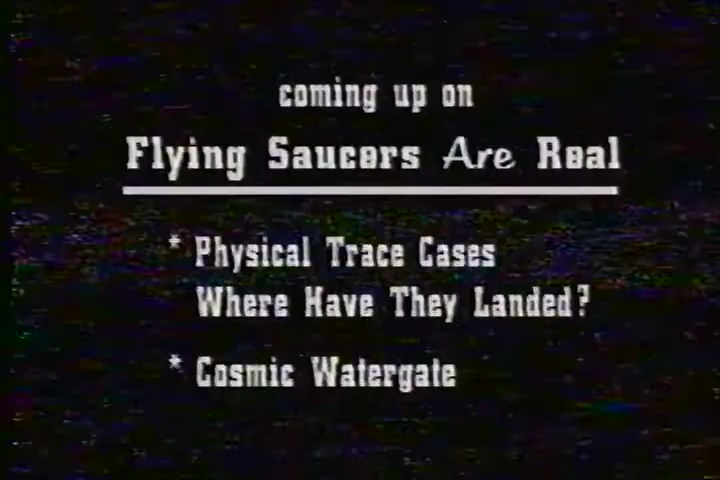 coming up on
Flying Saucers Are Real
* Physical Trace Cases
Where Have They Landed?
* Cosmic Watergate